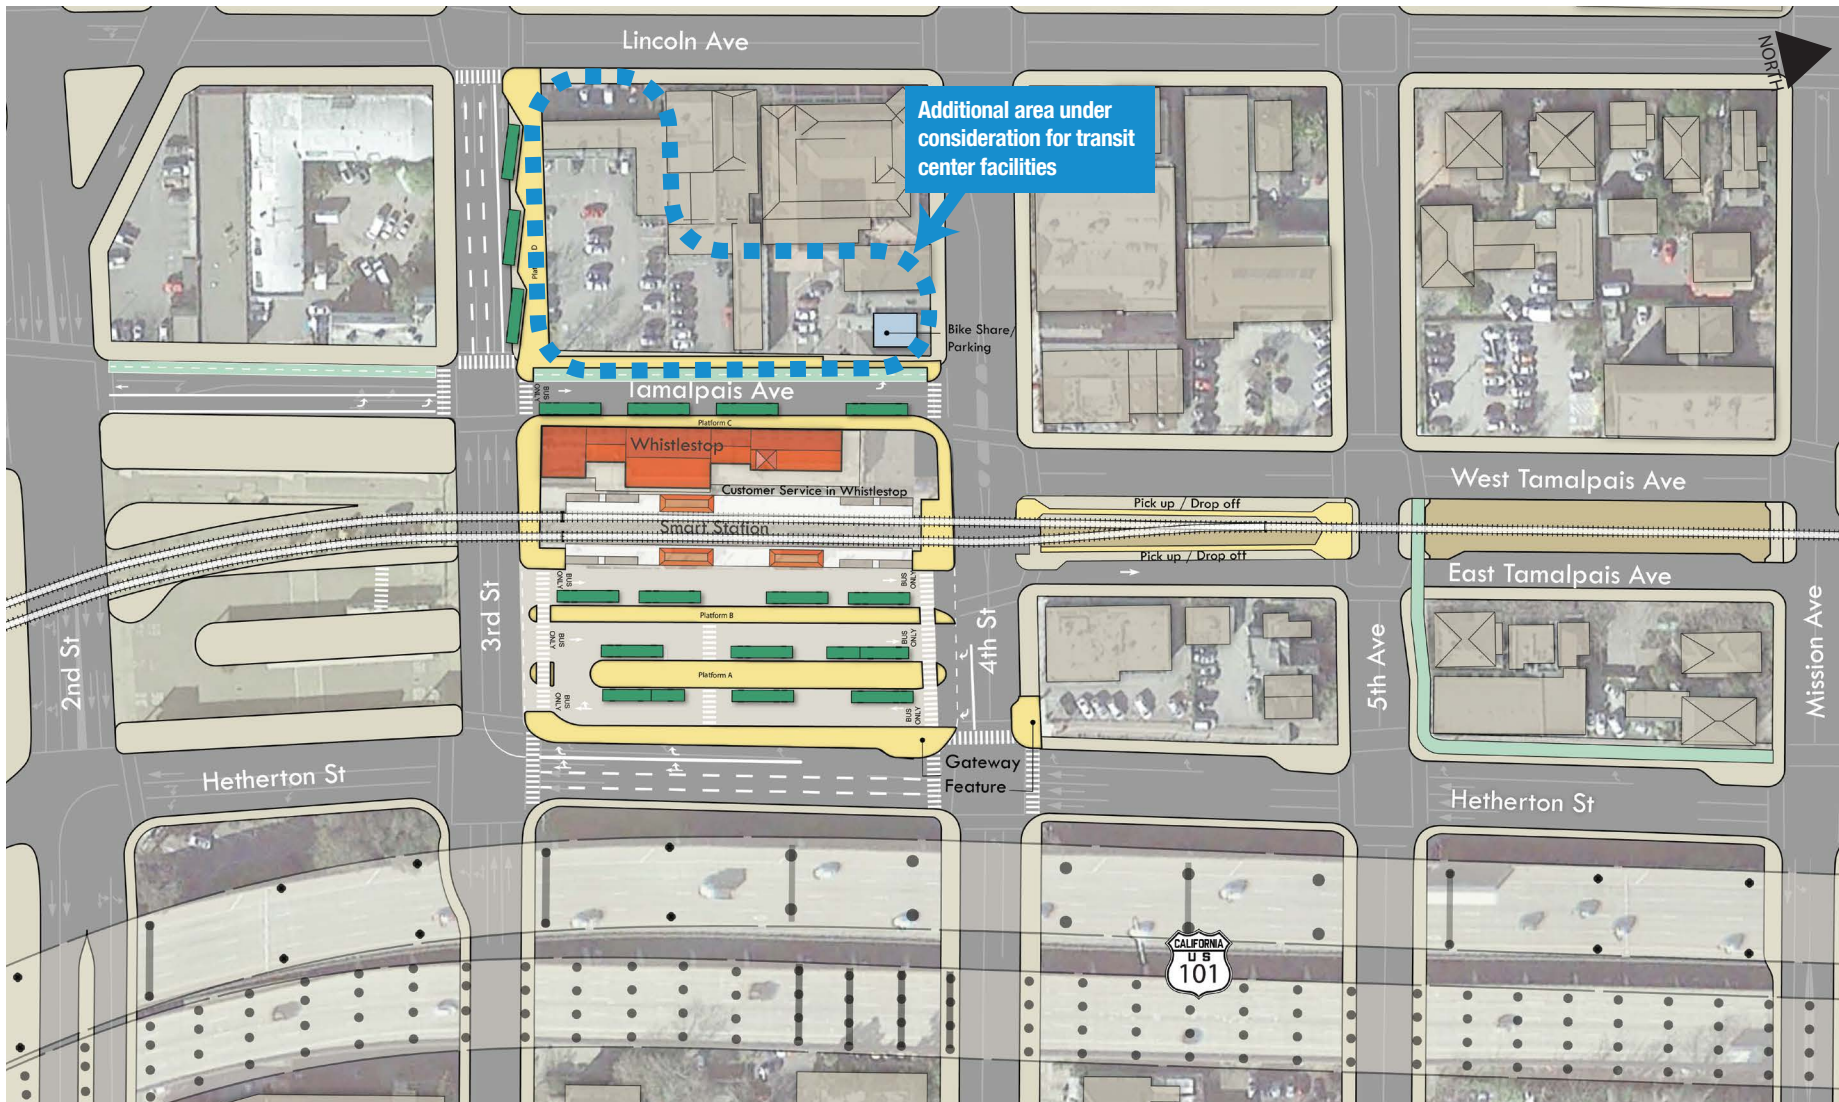 Lincoln Ave
NORTH
Additional area under
consideration for transit
center facilities
Platform D
Bike Share/
Parking
Tamalpais Ave
BUS
ONLY
Platform C
Whistlestop
Customer Service in Whistlestop
Smart Station
Pick up / Drop off
Pick up / Drop off
West Tamalpais Ave
East Tamalpais Ave
BUS
ONLY
BUS
ONLY
Platform B
BUS
ONLY
BUS
ONLY
Platform A
BUS
ONLY
BUS
ONLY
2nd St
3rd St
4th St
5th Ave
Mission Ave
Gateway
Feature
Hetherton St
Hetherton St
CALIFORNIA
U S
101